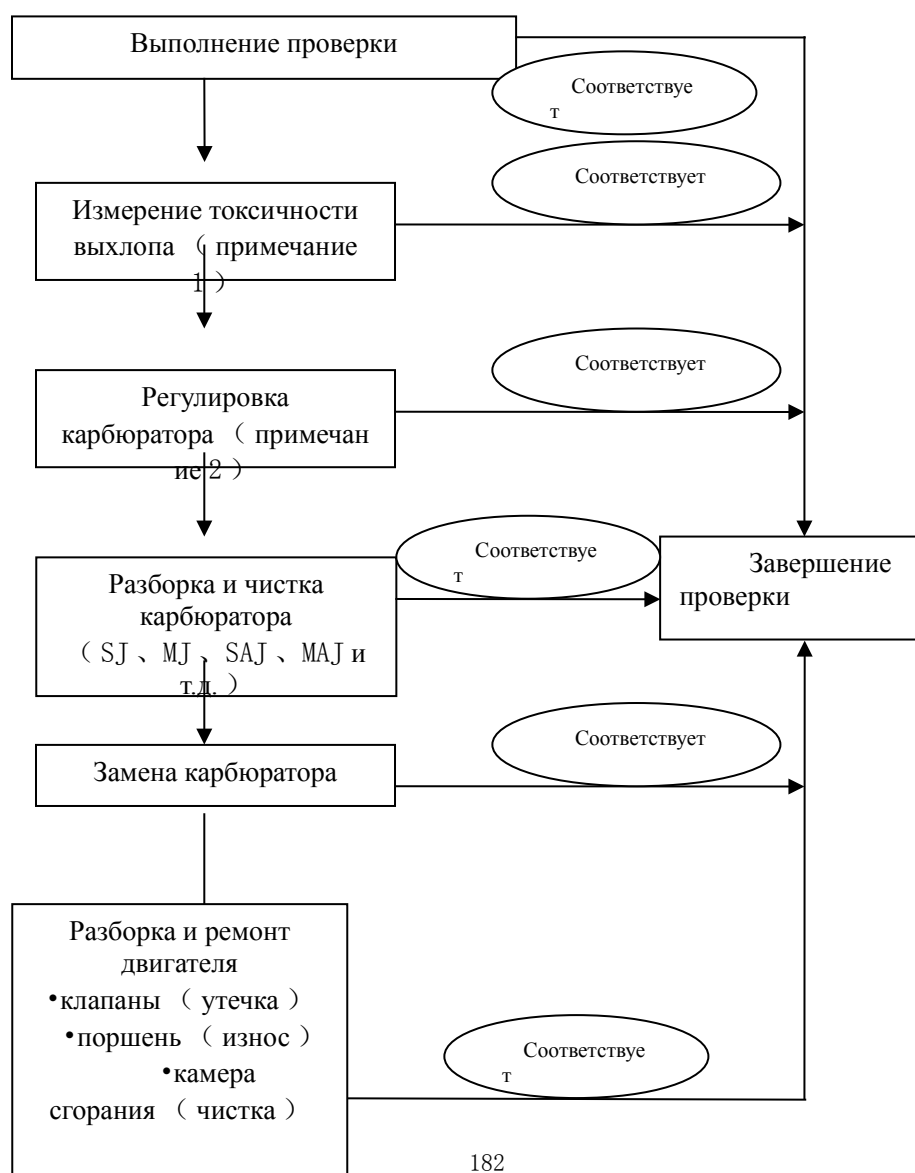 Выполнение проверки
Соответствуе
т
Соответствует
Измерение токсичности
выхлопа （ примечание
1 ）
Соответствует
Регулировка
карбюратора （ примечан
ие 2 ）
Соответствуе
т
Завершение
проверки
Разборка и чистка
карбюратора
（ SJ 、MJ 、SAJ 、MAJ и
т.д. ）
Соответствует
Замена карбюратора
Разборка и ремонт
двигателя
•клапаны （ утечка ）
•поршень （ износ ）
•камера
сгорания （ чистка ）
Соответствуе
т
182